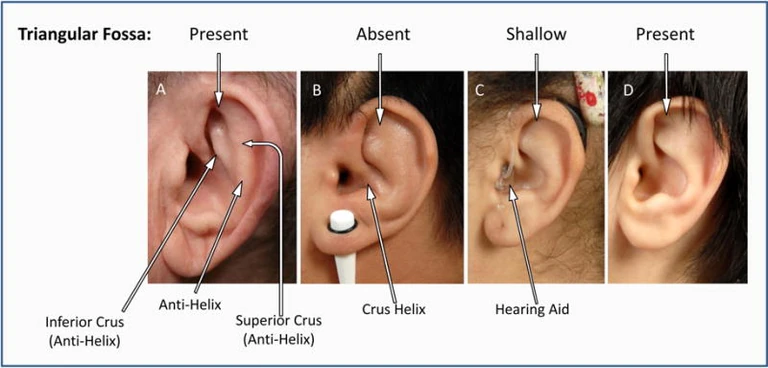 Triangular Fossa: Present Absent Shallow Present
A B C D
Anti-Helix
Crus Helix
Hearing Aid
Inferior Crus
(Anti-Helix)
Superior Crus
(Anti-Helix)